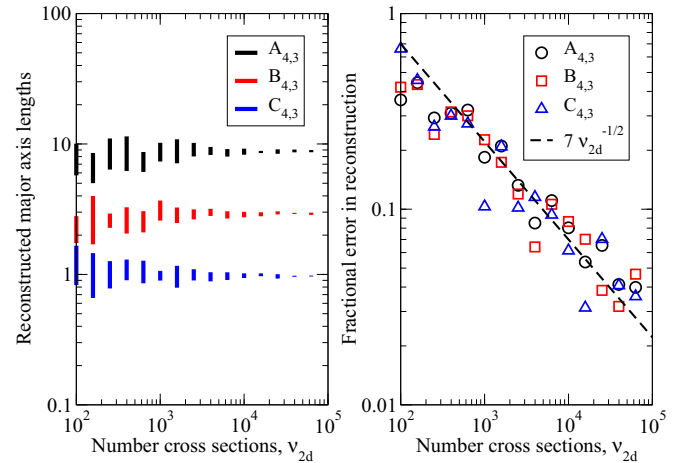 100
10
1
0.1
10^2
10^3
10^4
10^5
Reconstructed major axis lengths
Number cross sections, ν_2d
A_4,3
B_4,3
C_4,3
1
0.1
0.01
10^2
10^3
10^4
10^5
Fractional error in reconstruction
Number cross sections, ν_2d
A_4,3
B_4,3
C_4,3
7 ν_2d^-1/2